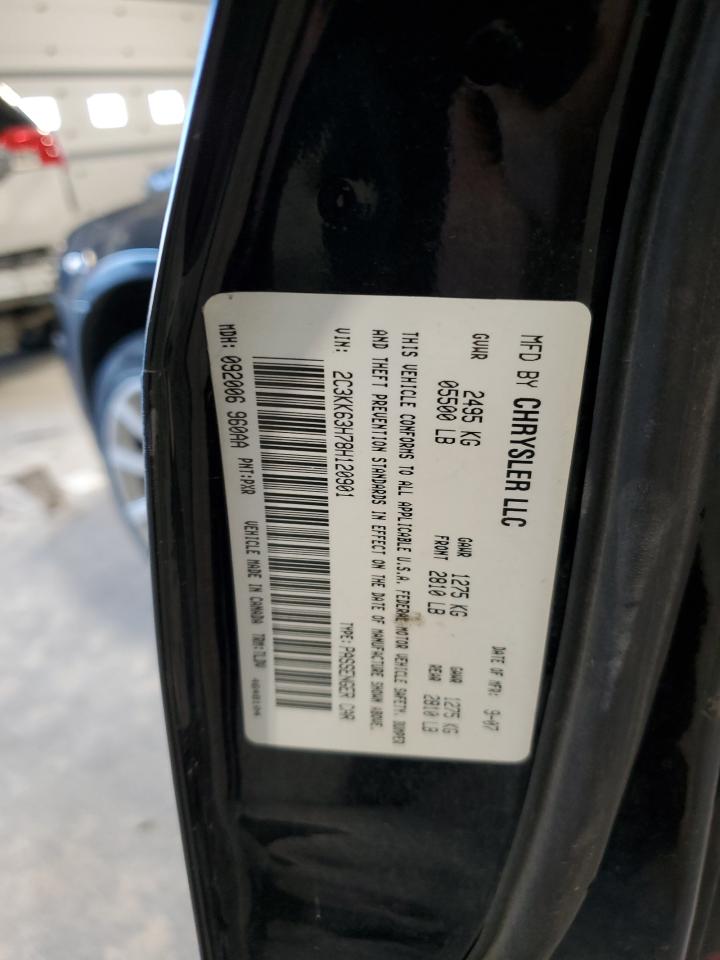 MFD BY CHRYSLER LLC
DATE OF MFR: 9-07
GVWR 2495 KG
05500 LB
GAWR FRONT 1275 KG
2810 LB
GAWR REAR 1275 KG
2810 LB
THIS VEHICLE CONFORMS TO ALL APPLICABLE U.S.A. FEDERAL MOTOR VEHICLE SAFETY, BUMPER
AND THEFT PREVENTION STANDARDS IN EFFECT ON THE DATE OF MANUFACTURE SHOWN ABOVE.
VIN: 2C3KK63H78H120901
TYPE: PASSENGER CAR
MDH: 092006 960AA PNT:PXR VEHICLE MADE IN CANADA TRM:TLDV